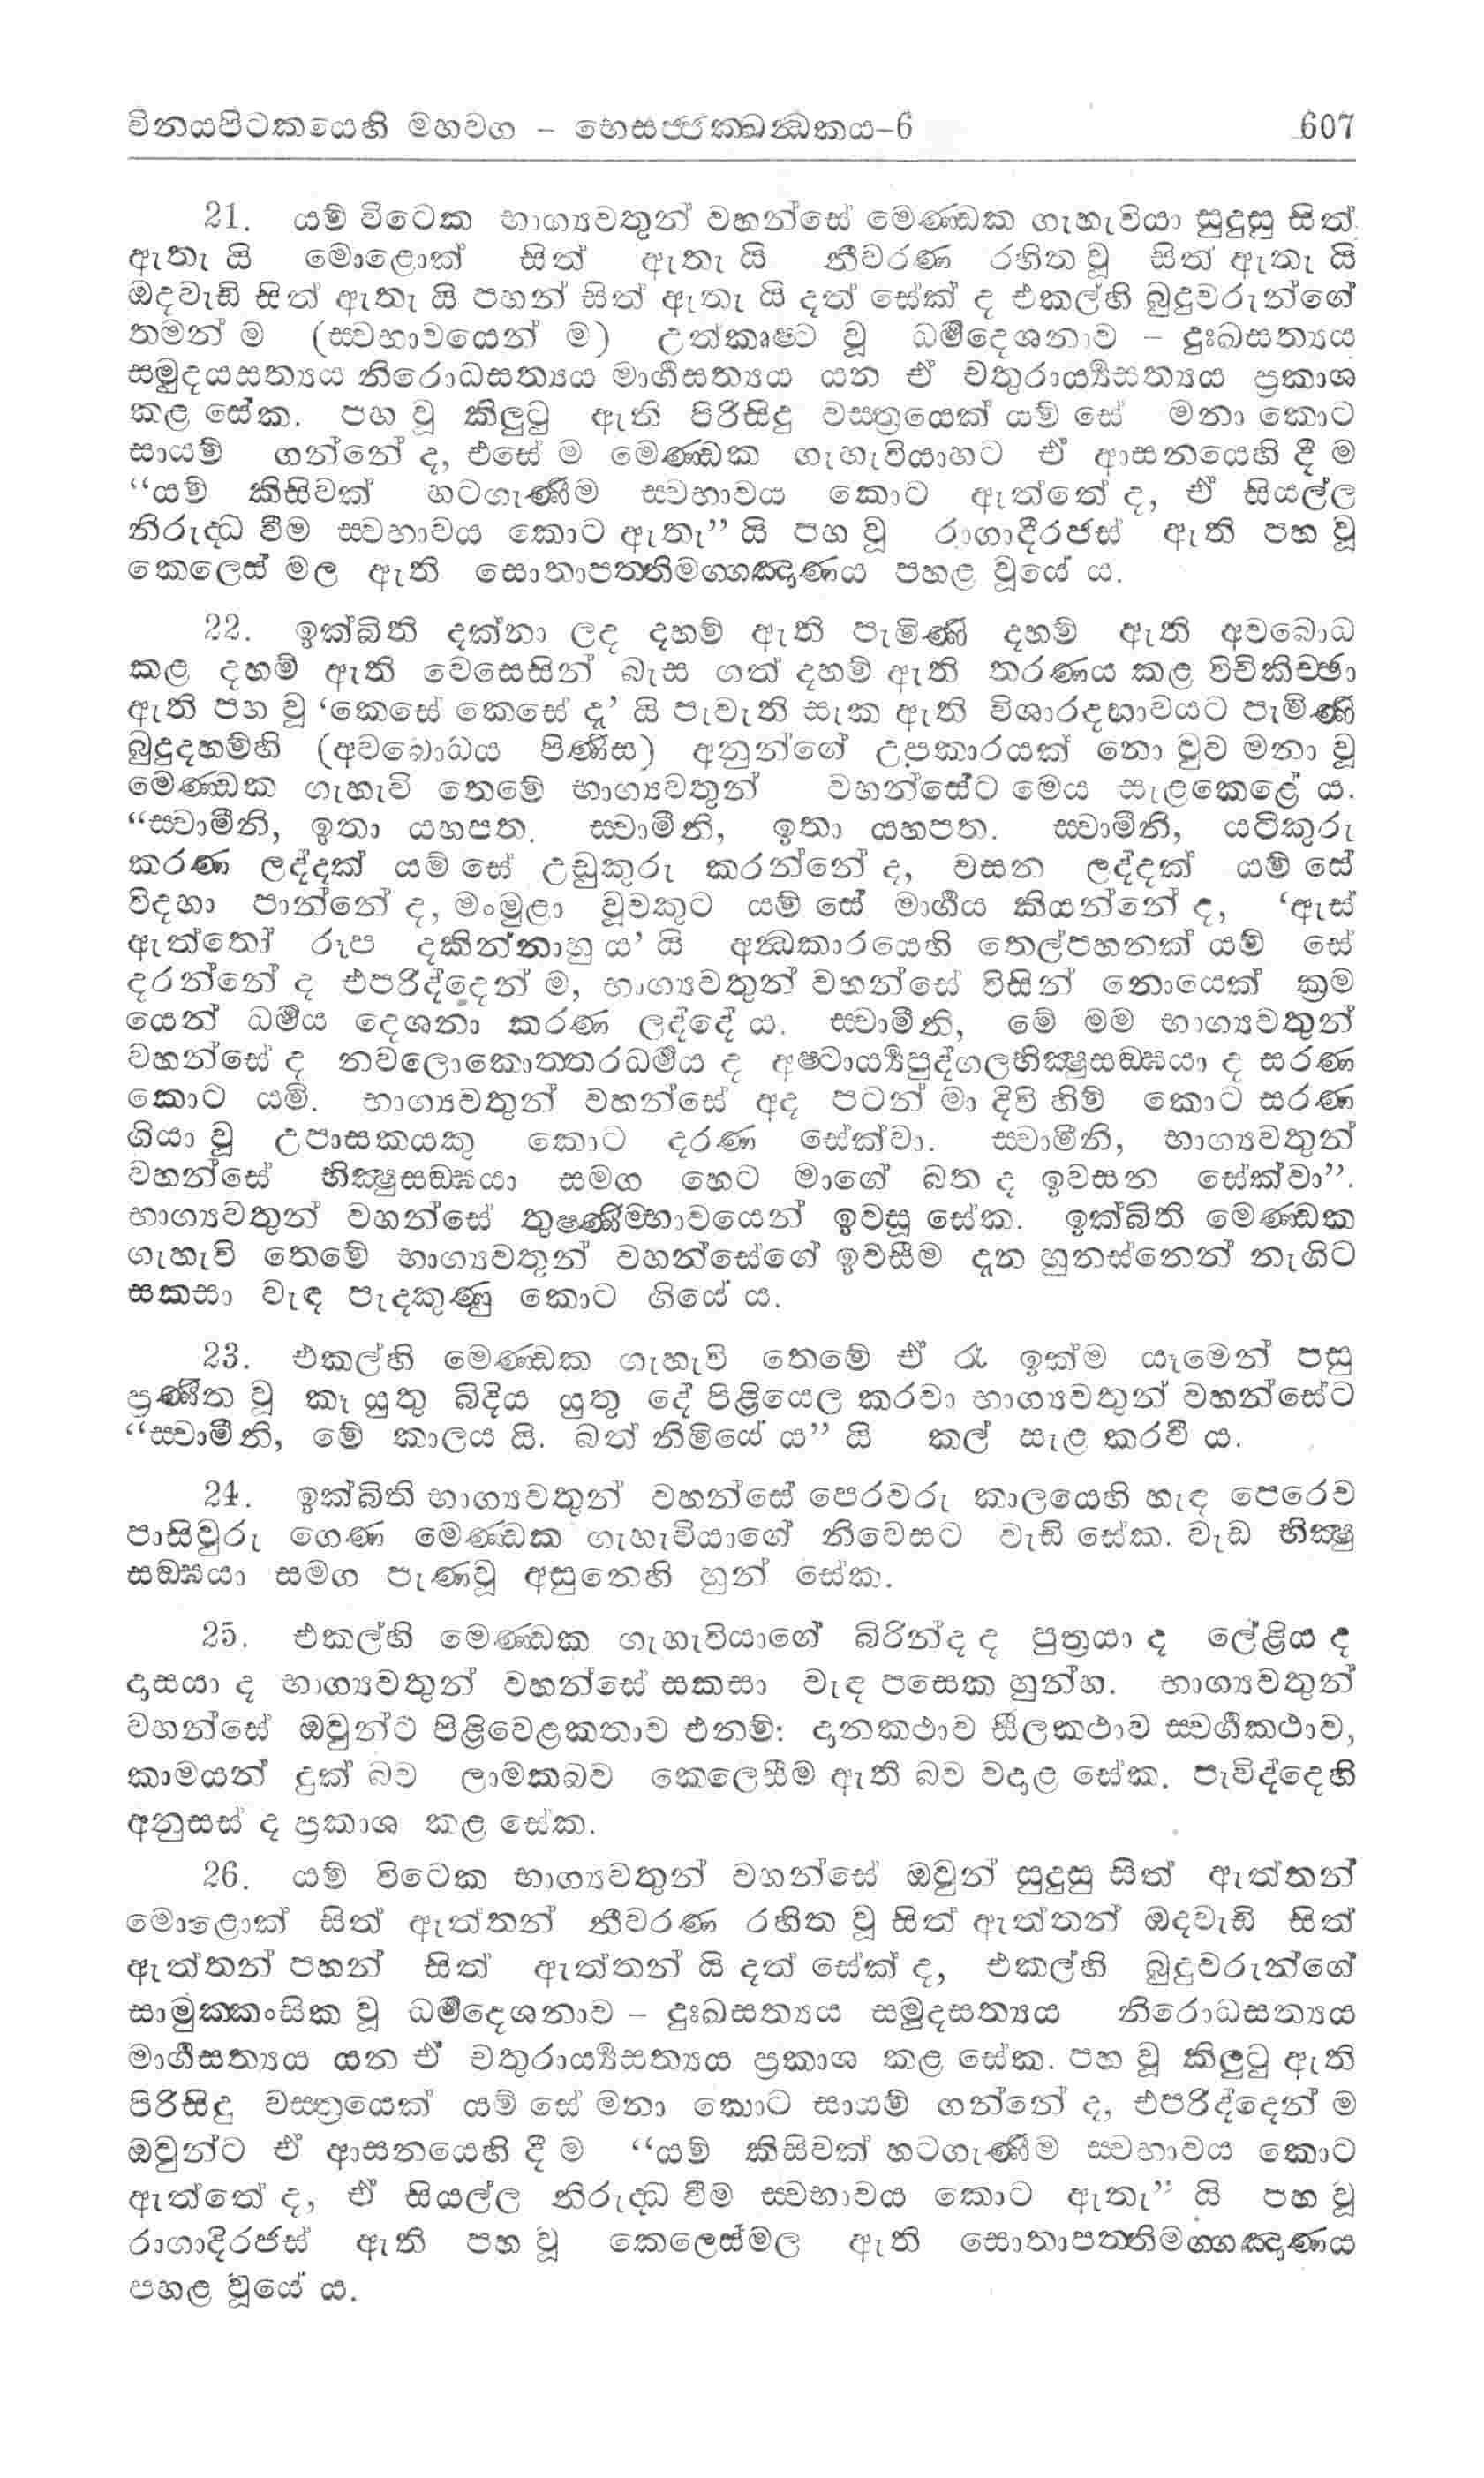 විනයපිටකයෙහි මහවග - භෙසජ්ජක්ඛන්ධකය-6 607
21. යම් විටෙක භාග්‍යවතුන් වහන්සේ මෙණ්ඩක ගැහැවියා සුදුසු සිත්
ඇතැ යි මොළොක් සිත් ඇතැ යි නීවරණ රහිත වූ සිත් ඇතැ යි
ඔදවැඩි සිත් ඇතැ යි පහන් සිත් ඇතැ යි දත් සේක් ද එකල්හි බුදුවරුන්ගේ
තමන් ම (ස්වභාවයෙන් ම) උත්කෘෂ්ට වූ ධර්‍මදෙශනාව – දුඃඛසත්‍යය
සමුදයසත්‍යය නිරොධසත්‍යය මාර්‍ගසත්‍යය යන ඒ චතුරාර්‍ය්‍යසත්‍යය ප්‍රකාශ
කළ සේක. පහ වූ කිලුටු ඇති පිරිසිදු වස්ත්‍රයෙක් යම් සේ මනා කොට
සායම් ගන්නේ ද, එසේ ම මෙණ්ඩක ගැහැවියාහට ඒ ආසනයෙහි දී ම
“යම් කිසිවක් හටගැණීම ස්වභාවය කොට ඇත්තේ ද, ඒ සියල්ල
නිරුද්ධ වීම ස්වභාවය කොට ඇතැ” යි පහ වූ රාගාදීරජස් ඇති පහ වූ
කෙලෙස් මල ඇති සොතාපත්තිමග්ගඤාණය පහළ වූයේ ය.
22. ඉක්බිති දක්නා ලද දහම් ඇති පැමිණි දහම් ඇති අවබොධ
කළ දහම් ඇති වෙසෙසින් බැස ගත් දහම් ඇති තරණය කළ විචිකිච්ඡා
ඇති පහ වූ ‘කෙසේ කෙසේ දැ’ යි පැවැති සැක ඇති විශාරදභාවයට පැමිණි
බුදුදහම්හි (අවබොධය පිණිස) අනුන්ගේ උපකාරයක් නො වුව මනා වූ
මෙණ්ඩක ගැහැවි තෙමේ භාග්‍යවතුන් වහන්සේට මෙය සැළකෙළේ ය.
“ස්වාමීනි, ඉතා යහපත. ස්වාමීනි, ඉතා යහපත. ස්වාමීනි, යටිකුරු
කරණ ලද්දක් යම් සේ උඩුකුරු කරන්නේ ද, වසන ලද්දක් යම් සේ
විදහා පාන්නේ ද, මංමුළා වූවකුට යම් සේ මාර්‍ගය කියන්නේ ද, ‘ඇස්
ඇත්තෝ රූප දකින්නාහු ය’ යි අන්ධකාරයෙහි තෙල්පහනක් යම් සේ
දරන්නේ ද එපරිද්දෙන් ම, භාග්‍යවතුන් වහන්සේ විසින් නොයෙක් ක්‍රම
යෙන් ධර්‍මය දෙශනා කරණ ලද්දේ ය. ස්වාමීනි, මේ මම භාග්‍යවතුන්
වහන්සේ ද නවලොකොත්තරධර්‍මය ද අෂ්ටාර්‍ය්‍යපුද්ගලභික්‍ෂුසඞ්ඝයා ද සරණ
කොට යමි. භාග්‍යවතුන් වහන්සේ අද පටන් මා දිවි හිම් කොට සරණ
ගියා වූ උපාසකයකු කොට දරණ සේක්වා. ස්වාමීනි, භාග්‍යවතුන්
වහන්සේ භික්‍ෂුසඞ්ඝයා සමග හෙට මාගේ බත ද ඉවසන සේක්වා”.
භාග්‍යවතුන් වහන්සේ තුෂ්ණීම්භාවයෙන් ඉවසූ සේක. ඉක්බිති මෙණ්ඩක
ගැහැවි තෙමේ භාග්‍යවතුන් වහන්සේගේ ඉවසීම දැන හුනස්නෙන් නැගිට
සකසා වැඳ පැදකුණු කොට ගියේ ය.
23. එකල්හි මෙණ්ඩක ගැහැවි තෙමේ ඒ රෑ ඉක්ම යෑමෙන් පසු
ප්‍රණීත වූ කෑ යුතු බිදිය යුතු දේ පිළියෙල කරවා භාග්‍යවතුන් වහන්සේට
“ස්වාමීනි, මේ කාලය යි. බත් නිමියේ ය” යි කල් සැළ කරවී ය.
24. ඉක්බිති භාග්‍යවතුන් වහන්සේ පෙරවරු කාලයෙහි හැඳ පෙරෙව
පාසිවුරු ගෙණ මෙණ්ඩක ගැහැවියාගේ නිවෙසට වැඩි සේක. වැඩ භික්‍ෂු
සඞ්ඝයා සමග පැණවූ අසුනෙහි හුන් සේක.
25. එකල්හි මෙණ්ඩක ගැහැවියාගේ බිරින්ද ද පුත්‍රයා ද ලේළිය ද
දාසයා ද භාග්‍යවතුන් වහන්සේ සකසා වැඳ පසෙක හුන්හ. භාග්‍යවතුන්
වහන්සේ ඔවුන්ට පිළිවෙළකතාව එනම්: දානකථාව සීලකථාව ස්වර්‍ගකථාව,
කාමයන් දුක් බව ලාමකබව කෙලෙසීම ඇති බව වදාළ සේක. පැවිද්දෙහි
අනුසස් ද ප්‍රකාශ කළ සේක.
26. යම් විටෙක භාග්‍යවතුන් වහන්සේ ඔවුන් සුදුසු සිත් ඇත්තන්
මොළොක් සිත් ඇත්තන් නීවරණ රහිත වූ සිත් ඇත්තන් ඔදවැඩි සිත්
ඇත්තන් පහන් සිත් ඇත්තන් යි දත් සේක් ද, එකල්හි බුදුවරුන්ගේ
සාමුක්කංසික වූ ධර්‍මදෙශනාව – දුඃඛසත්‍යය සමුදසත්‍යය නිරොධසත්‍යය
මාර්‍ගසත්‍යය යන ඒ චතුරාර්‍ය්‍යසත්‍යය ප්‍රකාශ කළ සේක. පහ වූ කිලුටු ඇති
පිරිසිදු වස්ත්‍රයෙක් යම් සේ මනා කොට සායම් ගන්නේ ද, එපරිද්දෙන් ම
ඔවුන්ට ඒ ආසනයෙහි දී ම “යම් කිසිවක් හටගැණීම ස්වභාවය කොට
ඇත්තේ ද, ඒ සියල්ල නිරුද්ධ වීම ස්වභාවය කොට ඇතැ” යි පහ වූ
රාගාදිරජස් ඇති පහ වූ කෙලෙස්මල ඇති සොතාපත්තිමග්ගඤාණය
පහළ වූයේ ය.